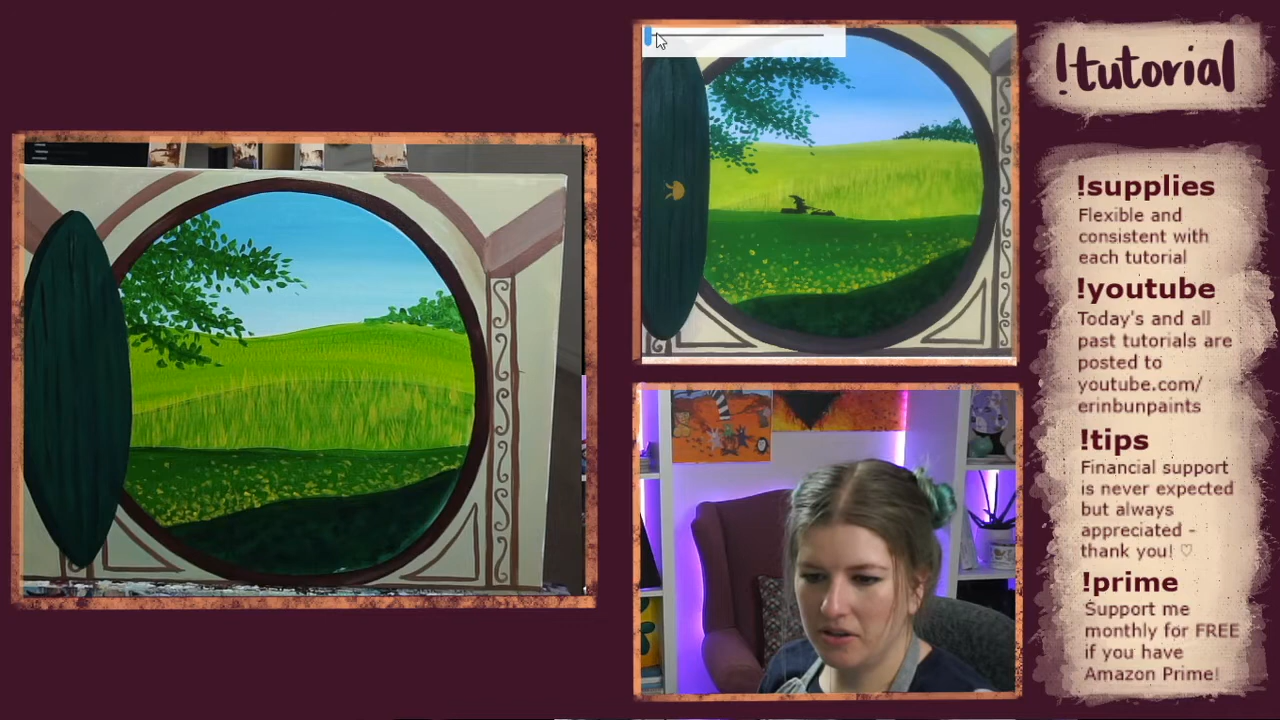 !tutorial
!supplies
Flexible and
consistent with
each tutorial
!youtube
Today's and all
past tutorials are
posted to
youtube.com/
erinbunpaints
!tips
Financial support
is never expected
but always
appreciated -
thank you! ♡
!prime
Support me
monthly for FREE
if you have
Amazon Prime!